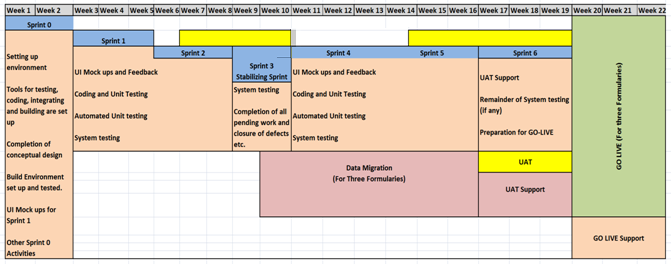 Week 1 Week 2 Week 3 Week 4 Week 5 Week 6 Week 7 Week 8 Week 9 Week 10 Week 11 Week 12 Week 13 Week 14 Week 15 Week 16 Week 17 Week 18 Week 19 Week 20 Week 21 Week 22
Sprint 0
Setting up
environment
Tools for testing,
coding, integrating
and building are set
up
Completion of
conceptual design
Build Environment
set up and tested.
UI Mock ups for
Sprint 1
Other Sprint 0
Activities
Sprint 1
Sprint 2
UI Mock ups and Feedback
Coding and Unit Testing
Automated Unit testing
System testing
Sprint 3
Stabilizing Sprint
System testing
Completion of all
pending work and
closure of defects
etc.
Sprint 4
Sprint 5
UI Mock ups and Feedback
Coding and Unit Testing
Automated Unit testing
System testing
Sprint 6
UAT Support
Remainder of System testing
(if any)
Preparation for GO-LIVE
Data Migration
(For Three Formularies)
UAT
UAT Support
GO LIVE (For three Formularies)
GO LIVE Support